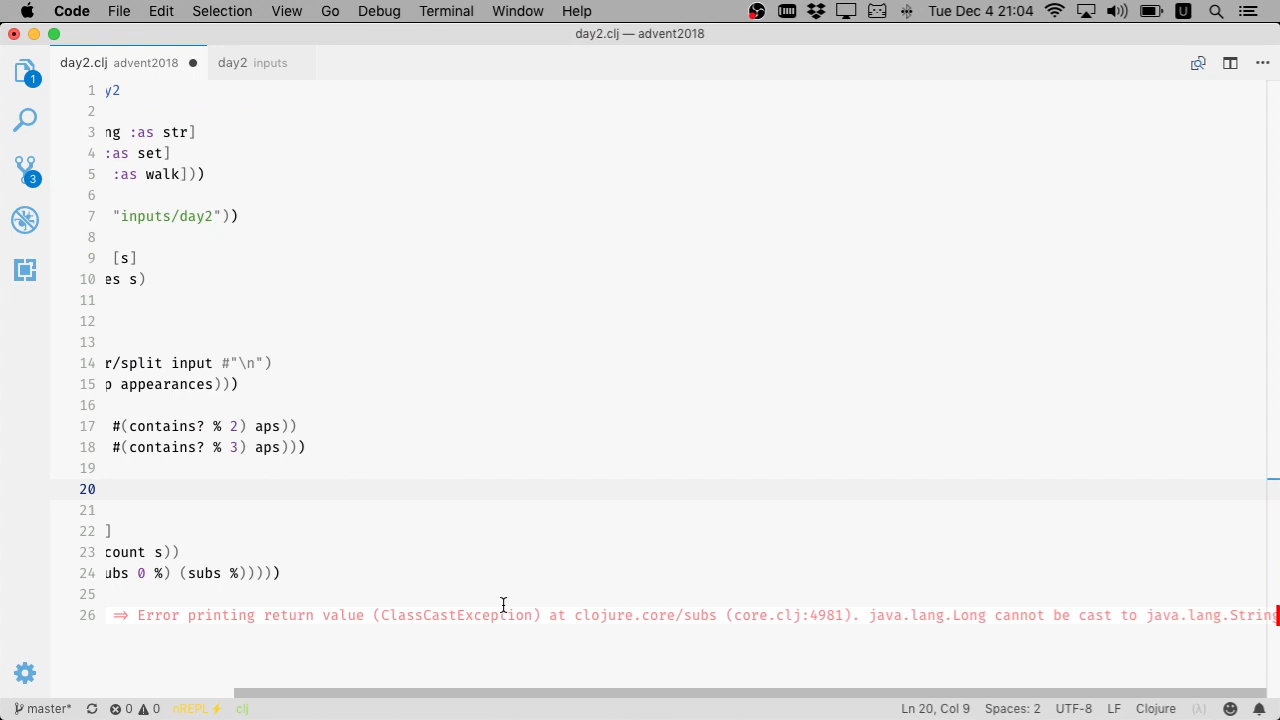 Code File Edit Selection View Go Debug Terminal Window Help Tue Dec 4 21:04 U
day2.clj — advent2018
day2.clj advent2018 day2 inputs
1 y2
2
3 ng :as str]
4 :as set]
5 :as walk]))
6
7 "inputs/day2"))
8
9 [s]
10 es s)
11
12
13
14 r/split input #"\n")
15 p appearances)))
16
17 #(contains? % 2) aps))
18 #(contains? % 3) aps)))
19
20
21
22 ]
23 count s))
24 ubs 0 %) (subs %)))))
25
26 => Error printing return value (ClassCastException) at clojure.core/subs (core.clj:4981). java.lang.Long cannot be cast to java.lang.String
1
3
master* 0 0 nREPL⚡ clj Ln 20, Col 9 Spaces: 2 UTF-8 LF Clojure (λ)